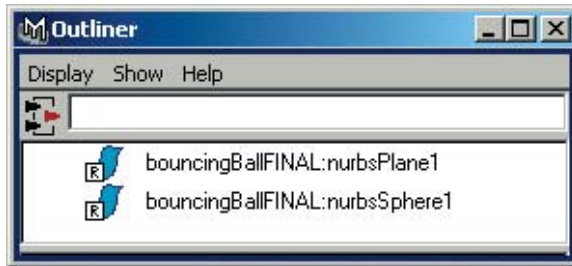 Outliner
Display Show Help
R bouncingBallFINAL:nurbsPlane1
R bouncingBallFINAL:nurbsSphere1